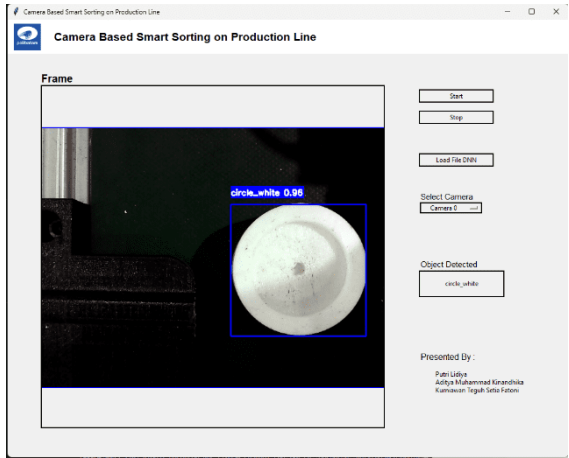 Camera Based Smart Sorting on Production Line
Camera Based Smart Sorting on Production Line
Frame
circle_white 0.96
Start
Stop
Load File DNN
Select Camera
Camera 0
Object Detected
circle_white
Presented By :
Putri Lidiya
Aditya Muhammad Kinandhika
Kurniawan Teguh Setia Fatoni